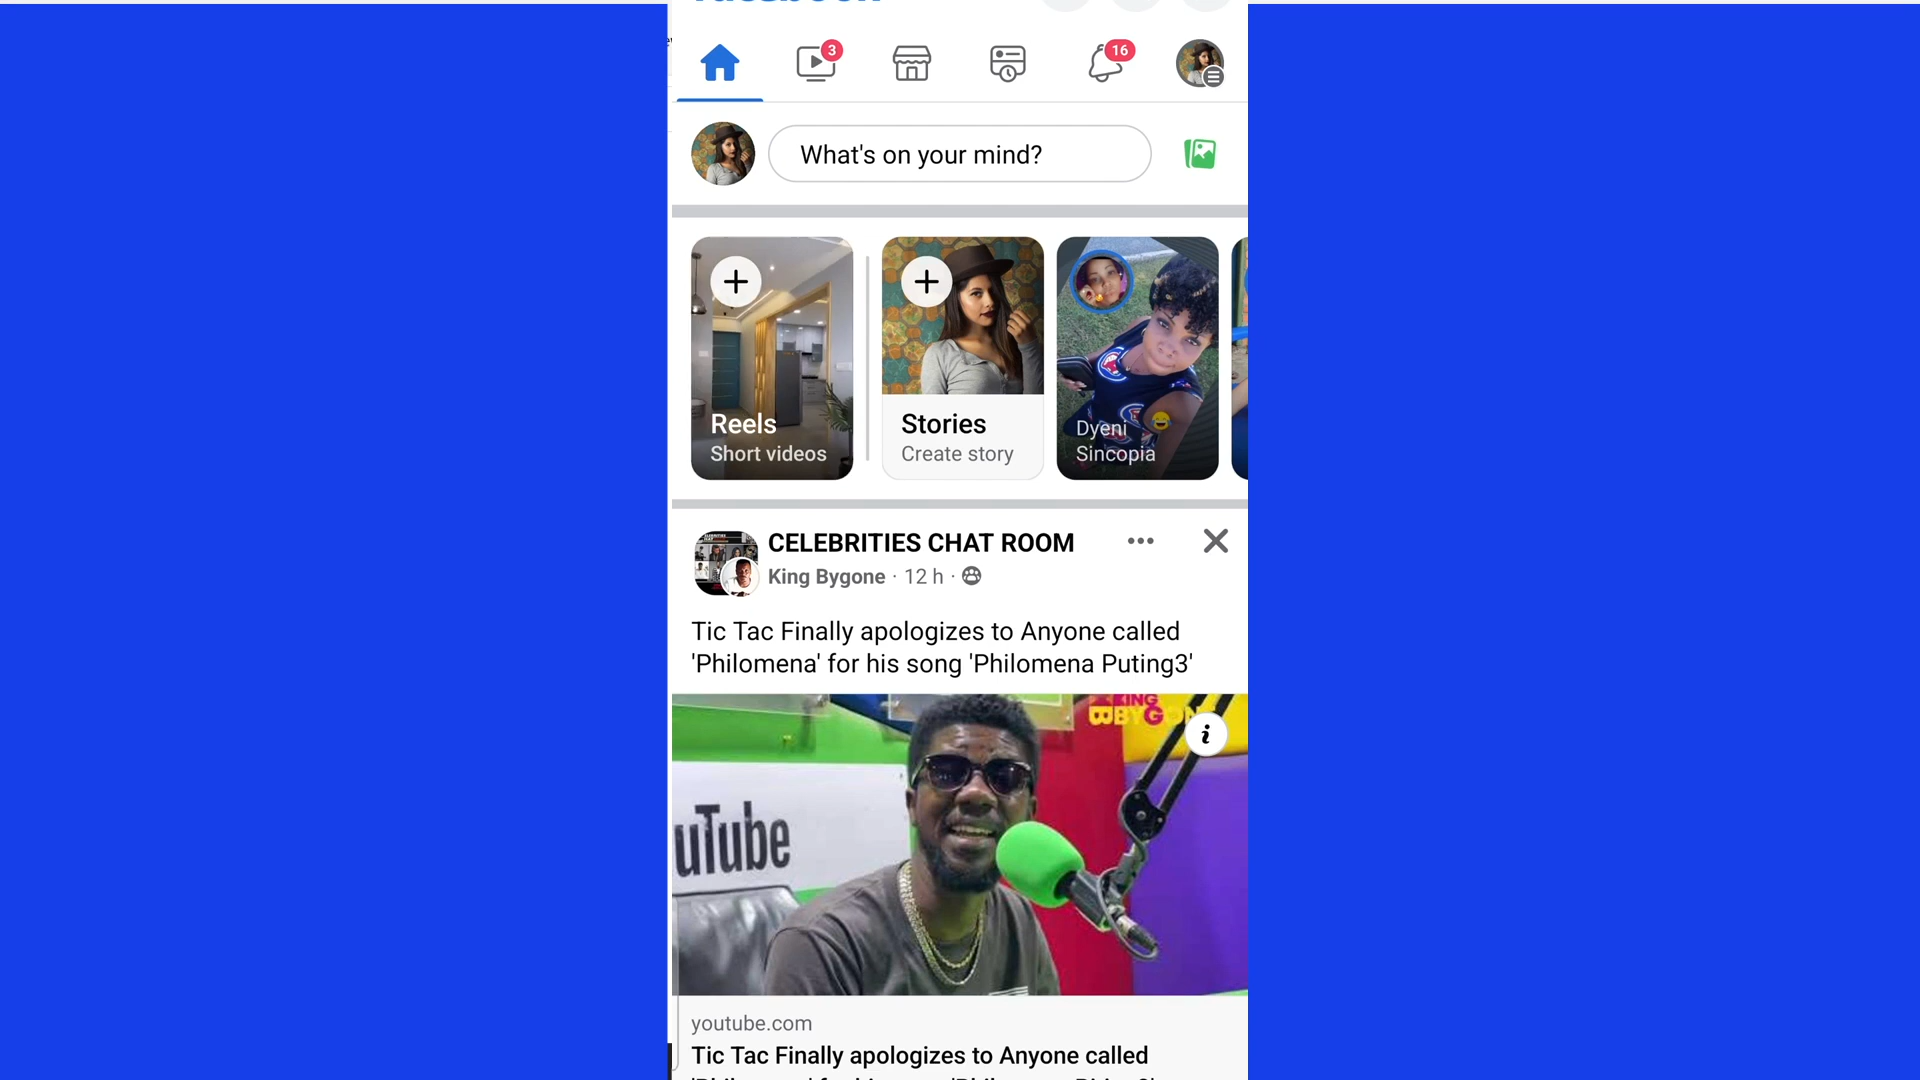 3
16
What's on your mind?
Reels
Short videos
Stories
Create story
Dyeni
Sincopia
CELEBRITIES CHAT ROOM
King Bygone · 12 h ·
Tic Tac Finally apologizes to Anyone called
'Philomena' for his song 'Philomena Puting3'
KING
BYGON
i
uTube
youtube.com
Tic Tac Finally apologizes to Anyone called